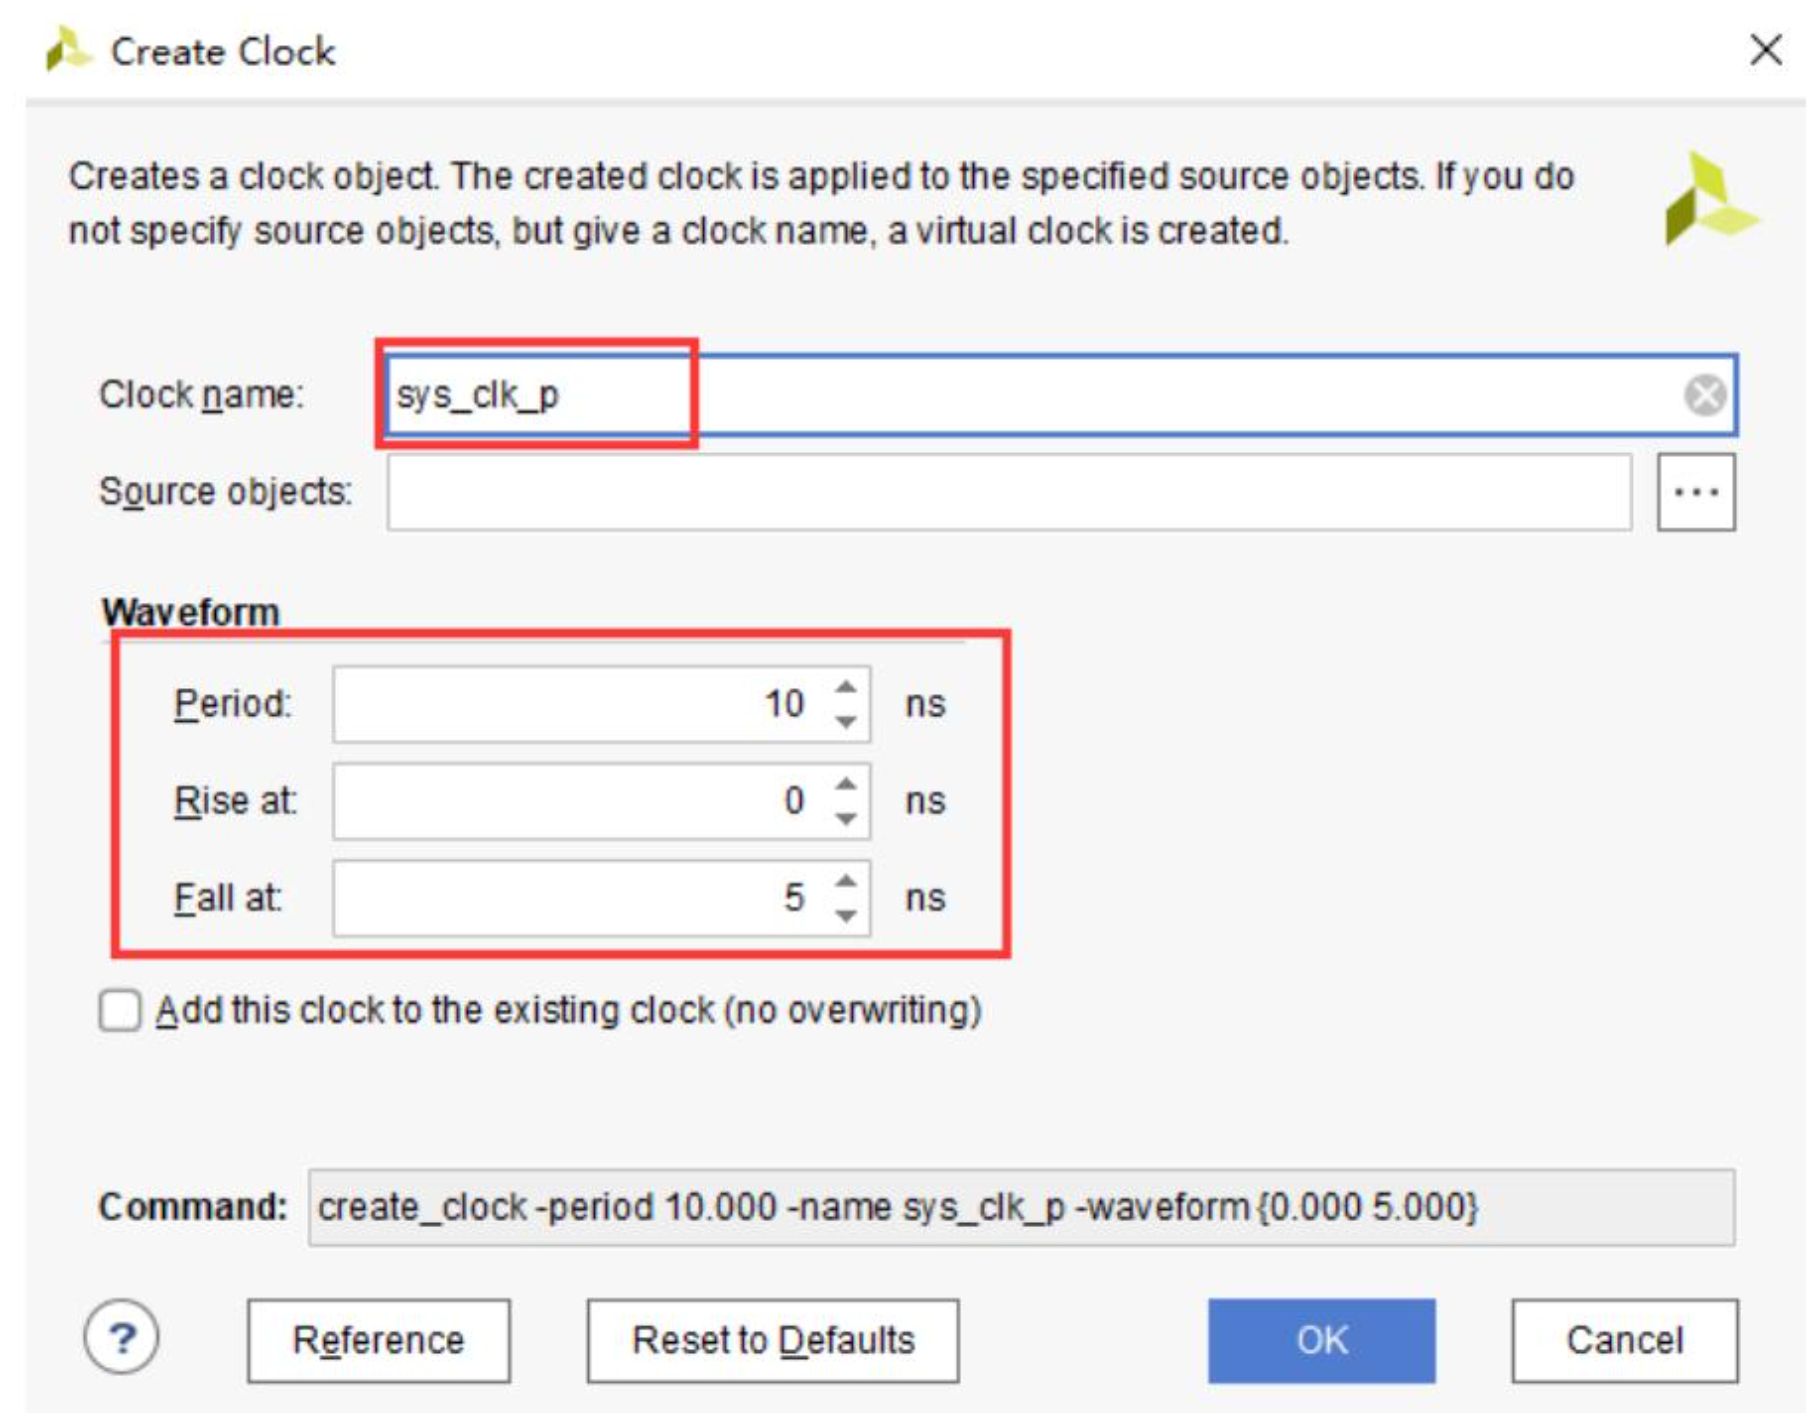 Create Clock
Creates a clock object. The created clock is applied to the specified source objects. If you do
not specify source objects, but give a clock name, a virtual clock is created.
Clock name: sys_clk_p
Source objects: ...
Waveform
Period: 10 ns
Rise at: 0 ns
Fall at: 5 ns
Add this clock to the existing clock (no overwriting)
Command: create_clock -period 10.000 -name sys_clk_p -waveform {0.000 5.000}
? Reference Reset to Defaults OK Cancel